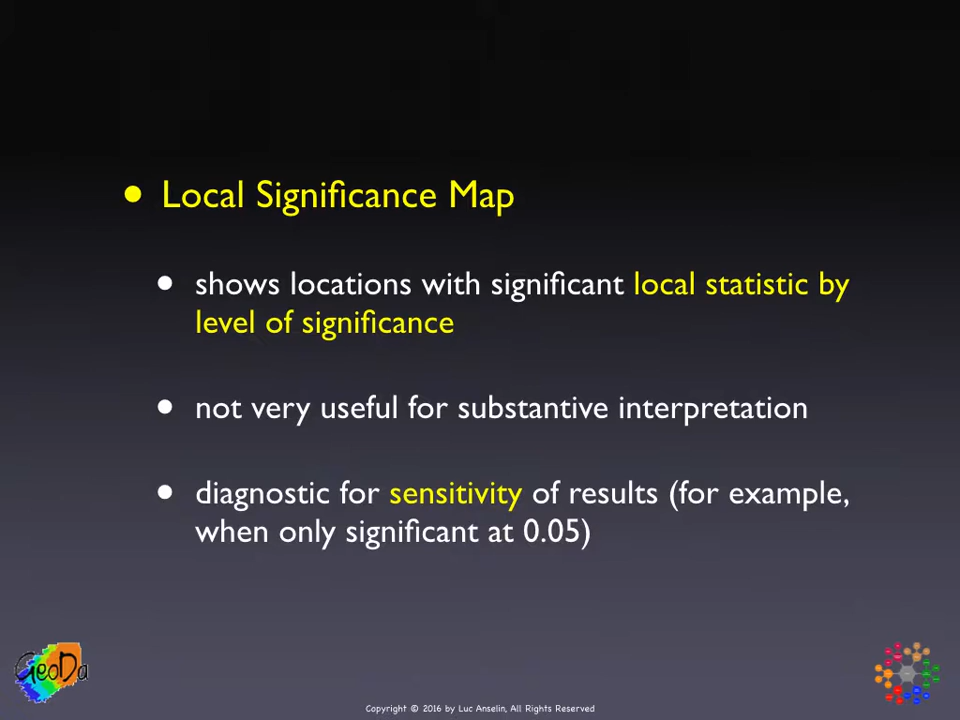 • Local Significance Map
• shows locations with significant local statistic by
level of significance
• not very useful for substantive interpretation
• diagnostic for sensitivity of results (for example,
when only significant at 0.05)
GeoDa
Copyright © 2016 by Luc Anselin, All Rights Reserved